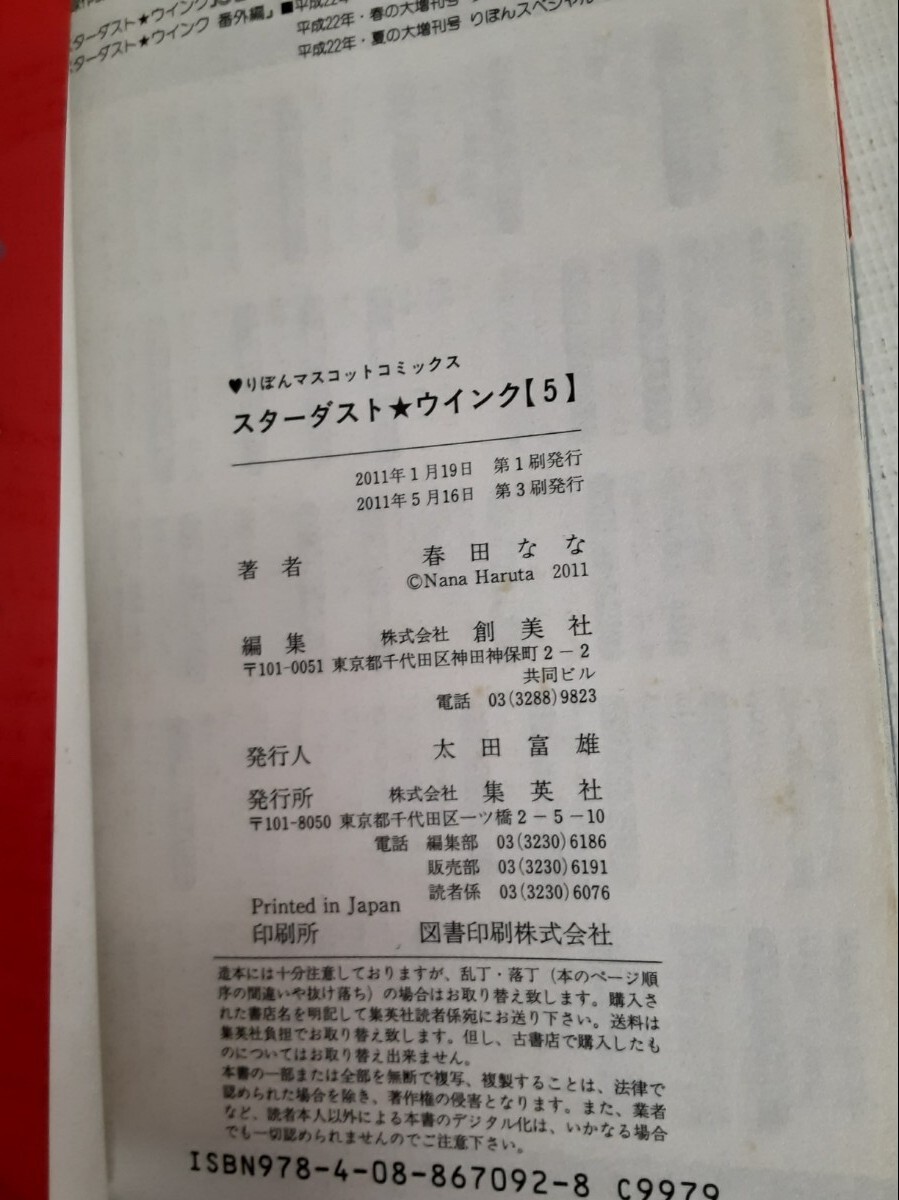 スターダスト★ウインク
スターダスト★ウインク 番外編」■平成22年・春の大増刊号
平成22年・夏の大増刊号 りぼんスペシャル
♥りぼんマスコットコミックス
スターダスト★ウインク【5】
2011年1月19日 第1刷発行
2011年5月16日 第3刷発行
著者 春田なな
©Nana Haruta 2011
編集 株式会社 創美社
〒101-0051 東京都千代田区神田神保町2-2
共同ビル
電話 03(3288)9823
発行人 太田富雄
発行所 株式会社 集英社
〒101-8050 東京都千代田区一ツ橋2-5-10
電話 編集部 03(3230)6186
販売部 03(3230)6191
読者係 03(3230)6076
Printed in Japan
印刷所 図書印刷株式会社
造本には十分注意しておりますが、乱丁・落丁（本のページ順
序の間違いや抜け落ち）の場合はお取り替え致します。購入さ
れた書店名を明記して集英社読者係宛にお送り下さい。送料は
集英社負担でお取り替え致します。但し、古書店で購入したも
のについてはお取り替え出来ません。
本書の一部または全部を無断で複写、複製することは、法律で
認められた場合を除き、著作権の侵害となります。また、業者
など、読者本人以外による本書のデジタル化は、いかなる場合
でも一切認められませんのでご注意下さい。
ISBN978-4-08-867092-8 C9979